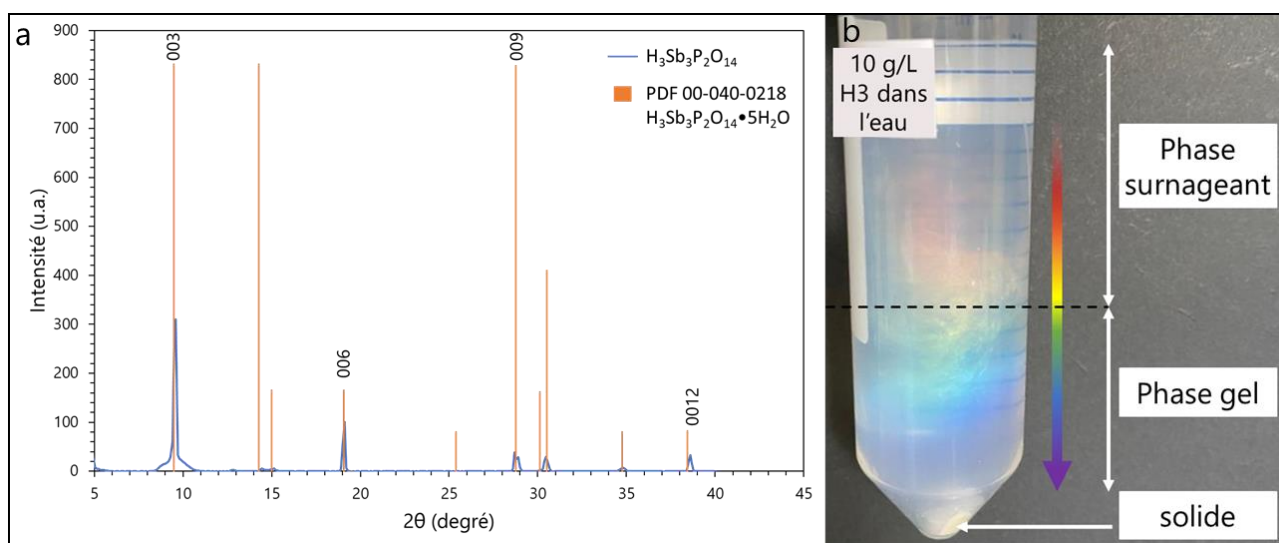 a
900
800
700
600
500
400
300
200
100
0
Intensité (u.a.)
003
006
009
0012
H₃Sb₃P₂O₁₄
PDF 00-040-0218
H₃Sb₃P₂O₁₄•5H₂O
5 10 15 20 25 30 35 40 45
2θ (degré)
b
10 g/L
H3 dans
l'eau
Phase
surnageant
Phase gel
solide